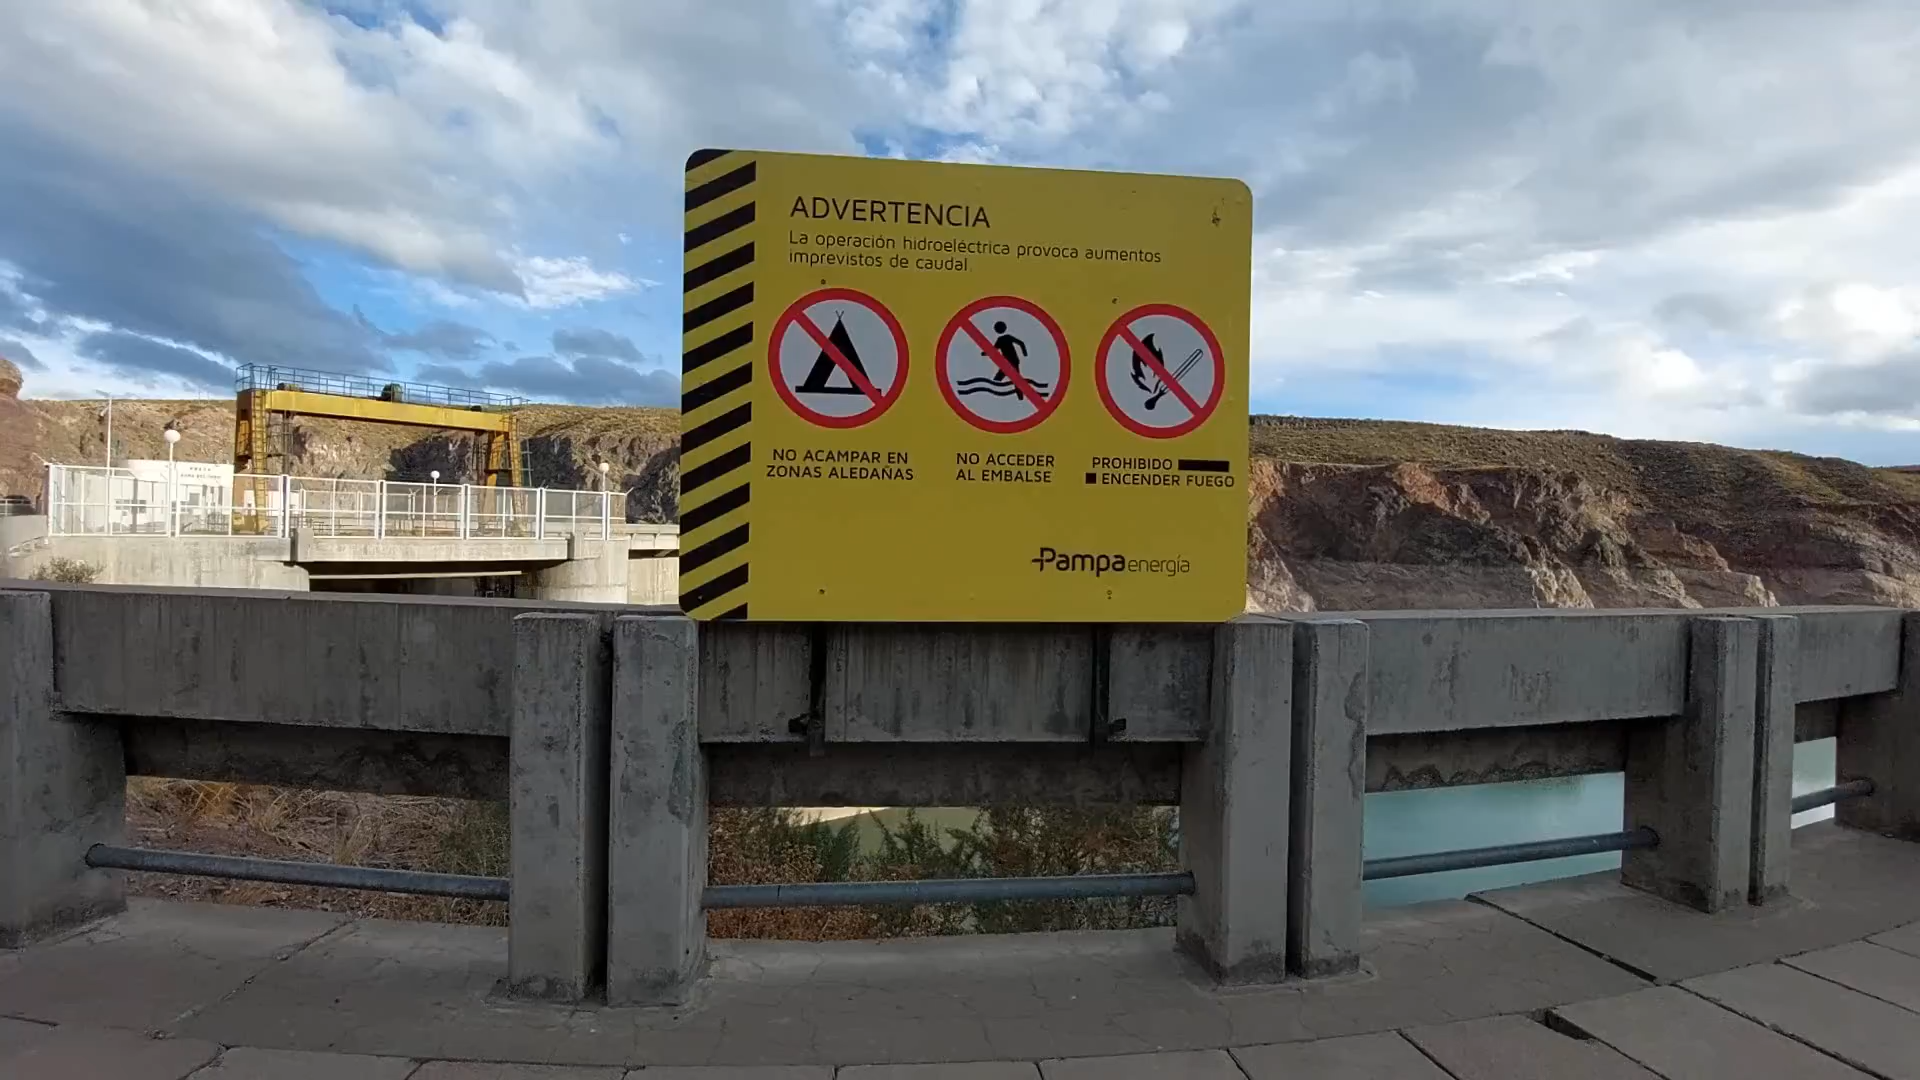 ADVERTENCIA
La operación hidroeléctrica provoca aumentos
imprevistos de caudal.
NO ACAMPAR EN
ZONAS ALEDAÑAS
NO ACCEDER
AL EMBALSE
PROHIBIDO
ENCENDER FUEGO
Pampa energía